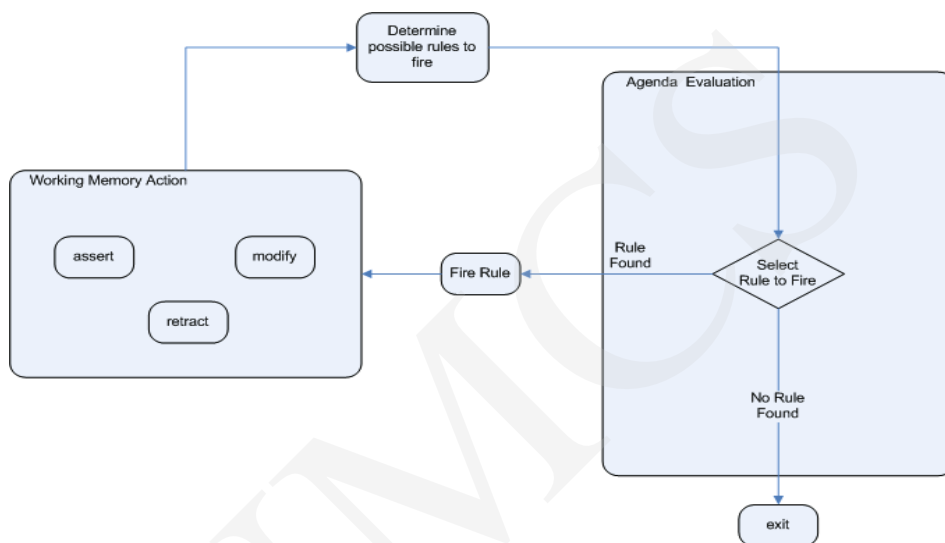 Determine
possible rules to
fire
Agenda Evaluation
Working Memory Action
assert
modify
retract
Fire Rule
Rule
Found
Select
Rule to Fire
No Rule
Found
exit